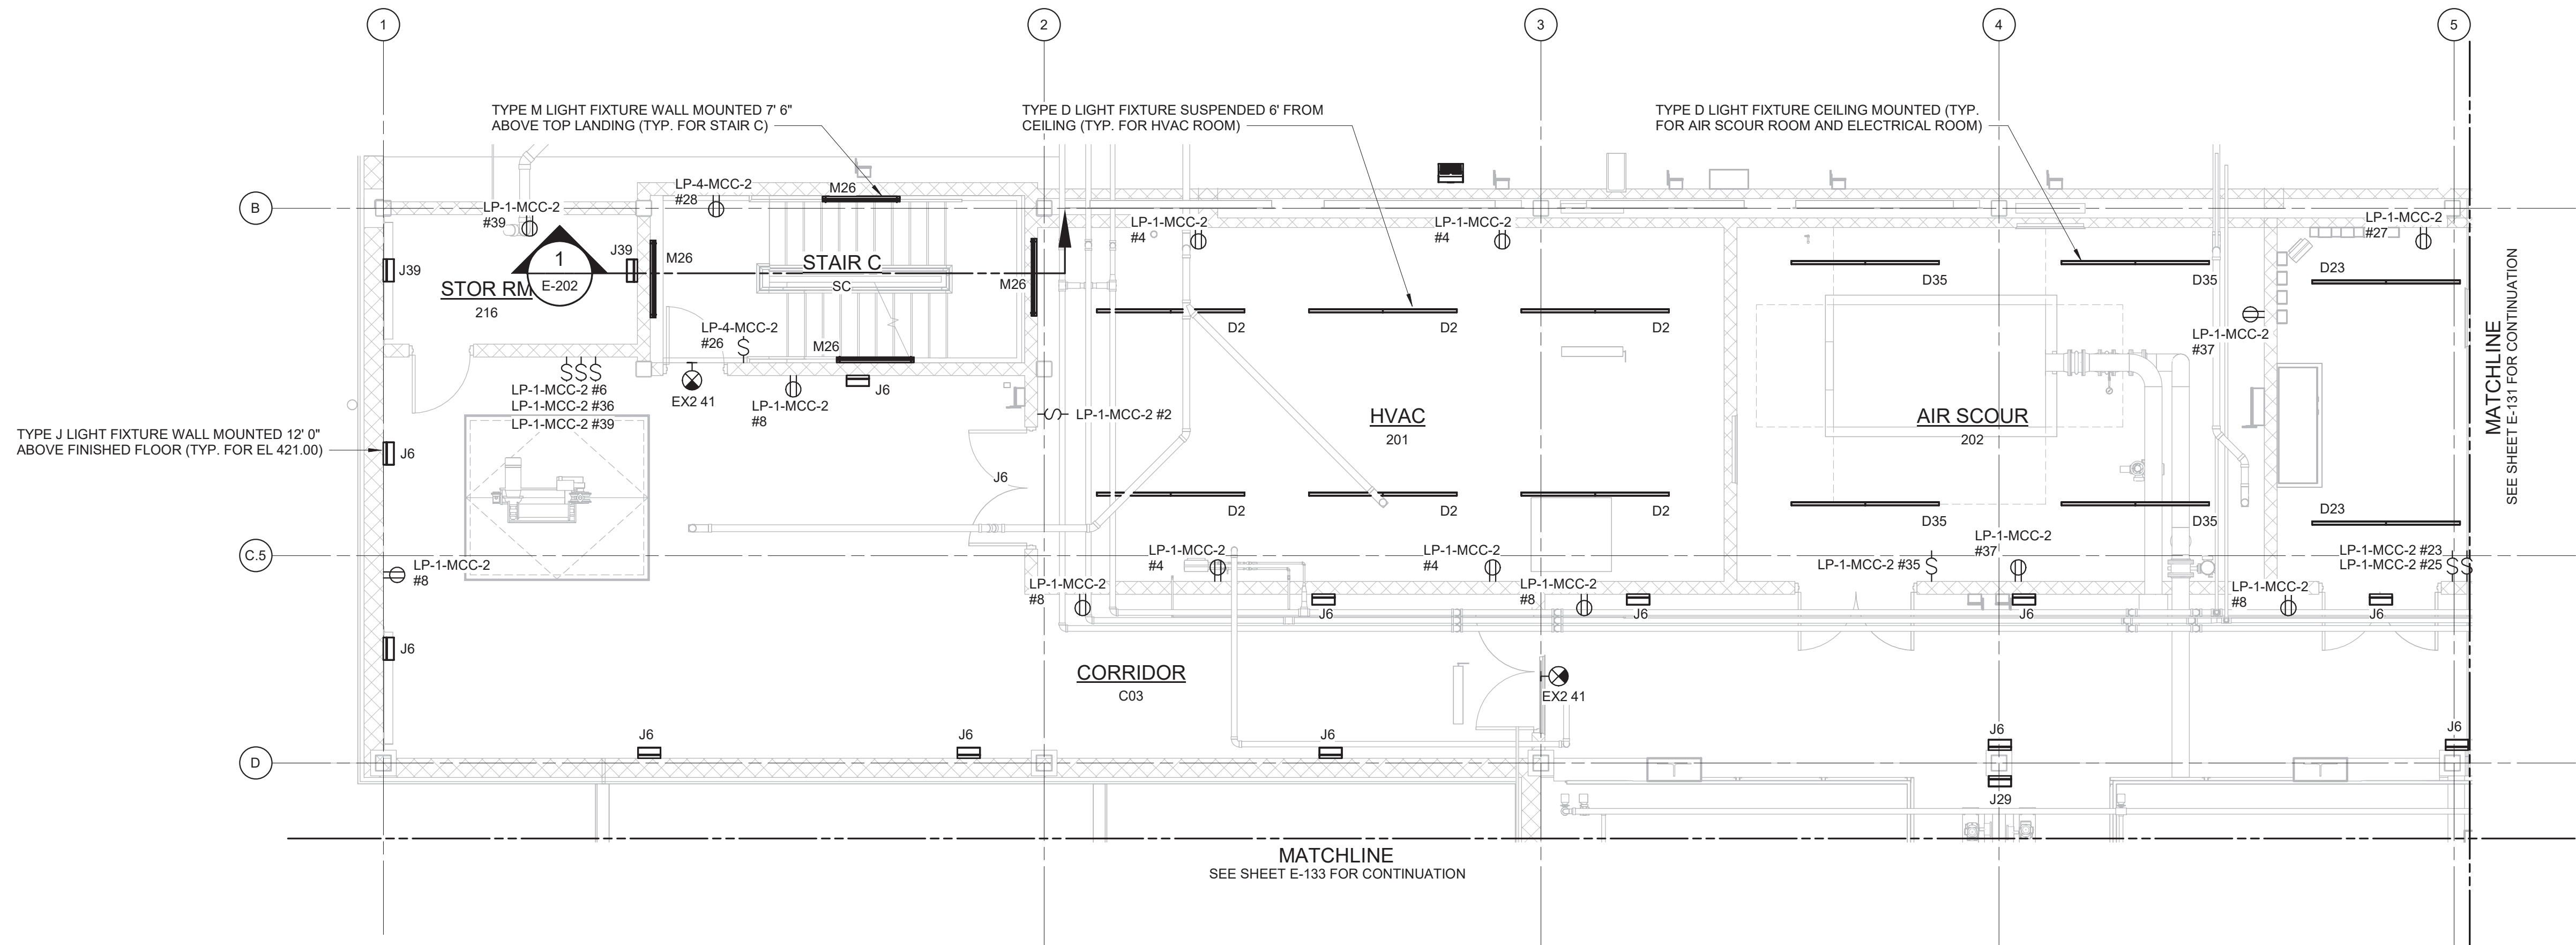 1
2
3
4
5
TYPE M LIGHT FIXTURE WALL MOUNTED 7' 6"
ABOVE TOP LANDING (TYP. FOR STAIR C)
TYPE D LIGHT FIXTURE SUSPENDED 6' FROM
CEILING (TYP. FOR HVAC ROOM)
TYPE D LIGHT FIXTURE CEILING MOUNTED (TYP.
FOR AIR SCOUR ROOM AND ELECTRICAL ROOM)
B
LP-1-MCC-2
#39
LP-4-MCC-2
#28
M26
LP-1-MCC-2
#4
LP-1-MCC-2
#4
LP-1-MCC-2
#27
J39
STOR RM
216
1
E-202
J39
M26
STAIR C
SC
M26
D35
D35
D23
D2
D2
D2
LP-4-MCC-2
#26
M26
LP-1-MCC-2
#37
MATCHLINE
SEE SHEET E-131 FOR CONTINUATION
LP-1-MCC-2 #6
LP-1-MCC-2 #36
LP-1-MCC-2 #39
EX2 41
LP-1-MCC-2
#8
J6
LP-1-MCC-2 #2
HVAC
201
AIR SCOUR
202
TYPE J LIGHT FIXTURE WALL MOUNTED 12' 0"
ABOVE FINISHED FLOOR (TYP. FOR EL 421.00)
J6
J6
D2
D2
D2
D35
D35
D23
C.5
LP-1-MCC-2
#8
LP-1-MCC-2
#4
LP-1-MCC-2
#4
LP-1-MCC-2 #35
LP-1-MCC-2
#37
LP-1-MCC-2 #23
LP-1-MCC-2 #25
LP-1-MCC-2
#8
LP-1-MCC-2
#8
LP-1-MCC-2
#8
J6
J6
J6
J6
J6
CORRIDOR
C03
EX2 41
D
J6
J6
J6
J6
J6
J29
MATCHLINE
SEE SHEET E-133 FOR CONTINUATION